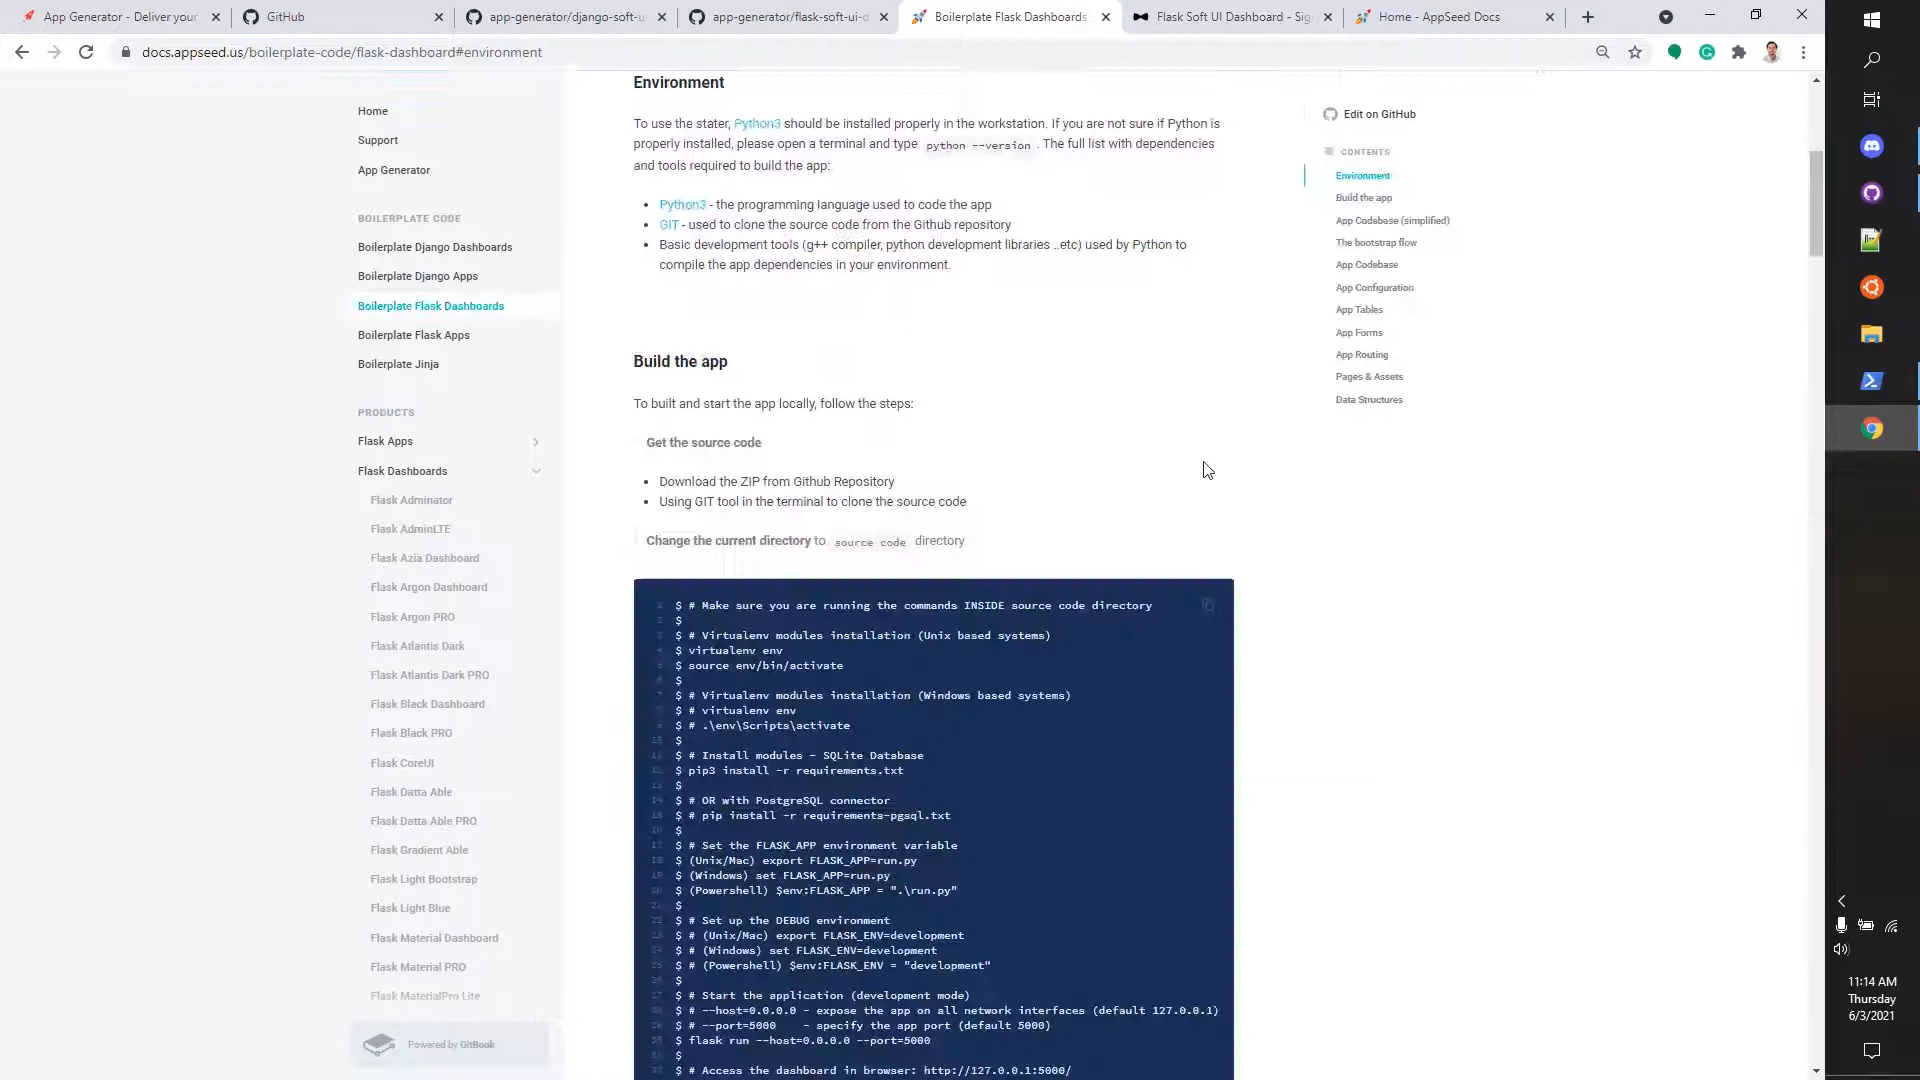 App Generator - Deliver your
GitHub
app-generator/django-soft-u
app-generator/flask-soft-ui-d
Boilerplate Flask Dashboards
Flask Soft UI Dashboard - Sig
Home - AppSeed Docs
docs.appseed.us/boilerplate-code/flask-dashboard#environment
Home
Support
App Generator
BOILERPLATE CODE
Boilerplate Django Dashboards
Boilerplate Django Apps
Boilerplate Flask Dashboards
Boilerplate Flask Apps
Boilerplate Jinja
PRODUCTS
Flask Apps
Flask Dashboards
Flask Adminator
Flask AdminLTE
Flask Azia Dashboard
Flask Argon Dashboard
Flask Argon PRO
Flask Atlantis Dark
Flask Atlantis Dark PRO
Flask Black Dashboard
Flask Black PRO
Flask CoreUI
Flask Datta Able
Flask Datta Able PRO
Flask Gradient Able
Flask Light Bootstrap
Flask Light Blue
Flask Material Dashboard
Flask Material PRO
Flask MaterialPro Lite
Powered by GitBook
Environment
To use the stater, Python3 should be installed properly in the workstation. If you are not sure if Python is
properly installed, please open a terminal and type python --version . The full list with dependencies
and tools required to build the app:
• Python3 - the programming language used to code the app
• GIT - used to clone the source code from the Github repository
• Basic development tools (g++ compiler, python development libraries ..etc) used by Python to
compile the app dependencies in your environment.
Build the app
To built and start the app locally, follow the steps:
Get the source code
• Download the ZIP from Github Repository
• Using GIT tool in the terminal to clone the source code
Change the current directory to source code directory
$ # Make sure you are running the commands INSIDE source code directory
$
$ # Virtualenv modules installation (Unix based systems)
$ virtualenv env
$ source env/bin/activate
$
$ # Virtualenv modules installation (Windows based systems)
$ # virtualenv env
$ # .\env\Scripts\activate
$
$ # Install modules - SQLite Database
$ pip3 install -r requirements.txt
$
$ # OR with PostgreSQL connector
$ # pip install -r requirements-pgsql.txt
$
$ # Set the FLASK_APP environment variable
$ (Unix/Mac) export FLASK_APP=run.py
$ (Windows) set FLASK_APP=run.py
$ (Powershell) $env:FLASK_APP = ".\run.py"
$
$ # Set up the DEBUG environment
$ # (Unix/Mac) export FLASK_ENV=development
$ # (Windows) set FLASK_ENV=development
$ # (Powershell) $env:FLASK_ENV = "development"
$
$ # Start the application (development mode)
$ # --host=0.0.0.0 - expose the app on all network interfaces (default 127.0.0.1)
$ # --port=5000 - specify the app port (default 5000)
$ flask run --host=0.0.0.0 --port=5000
$
$ # Access the dashboard in browser: http://127.0.0.1:5000/
Edit on GitHub
CONTENTS
Environment
Build the app
App Codebase (simplified)
The bootstrap flow
App Codebase
App Configuration
App Tables
App Forms
App Routing
Pages & Assets
Data Structures
11:14 AM
Thursday
6/3/2021